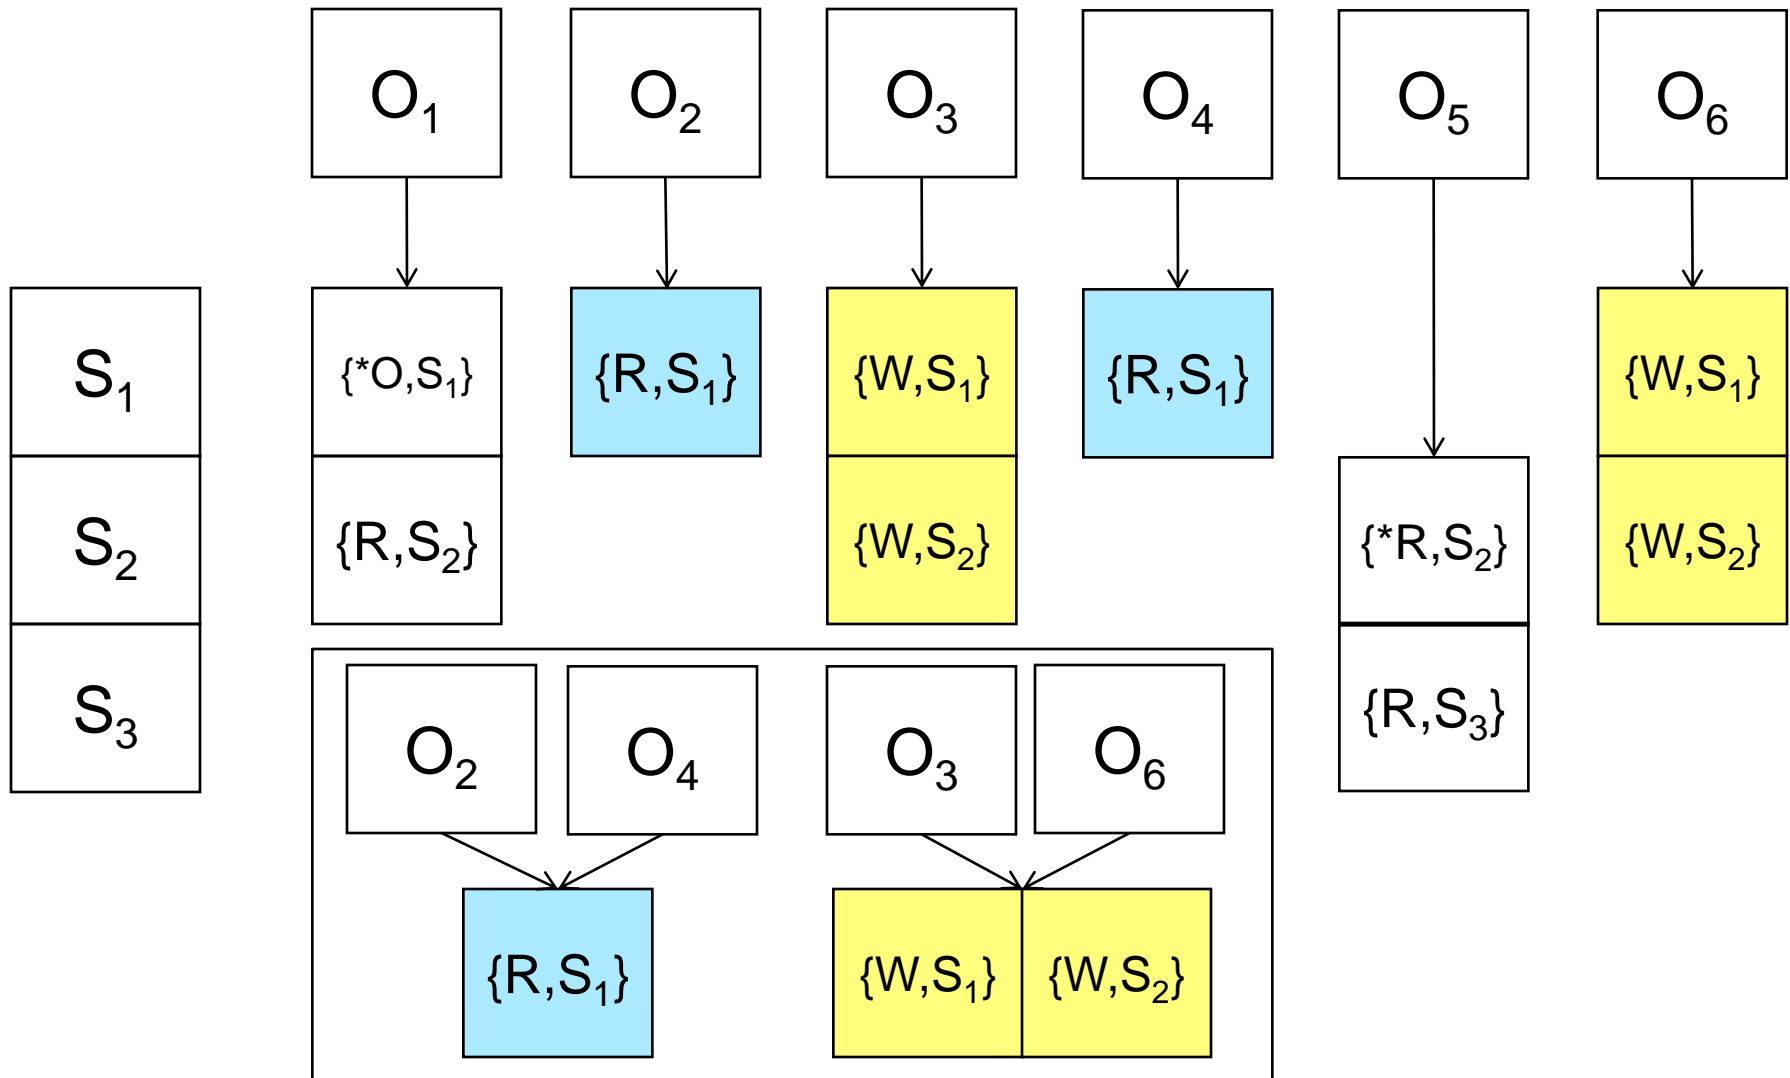 O₁ O₂ O₃ O₄ O₅ O₆
S₁ {*O,S₁} {R,S₁} {W,S₁} {R,S₁} {W,S₁}
S₂ {R,S₂} {W,S₂} {*R,S₂} {W,S₂}
S₃ {R,S₃}
O₂ O₄ O₃ O₆
{R,S₁} {W,S₁} {W,S₂}